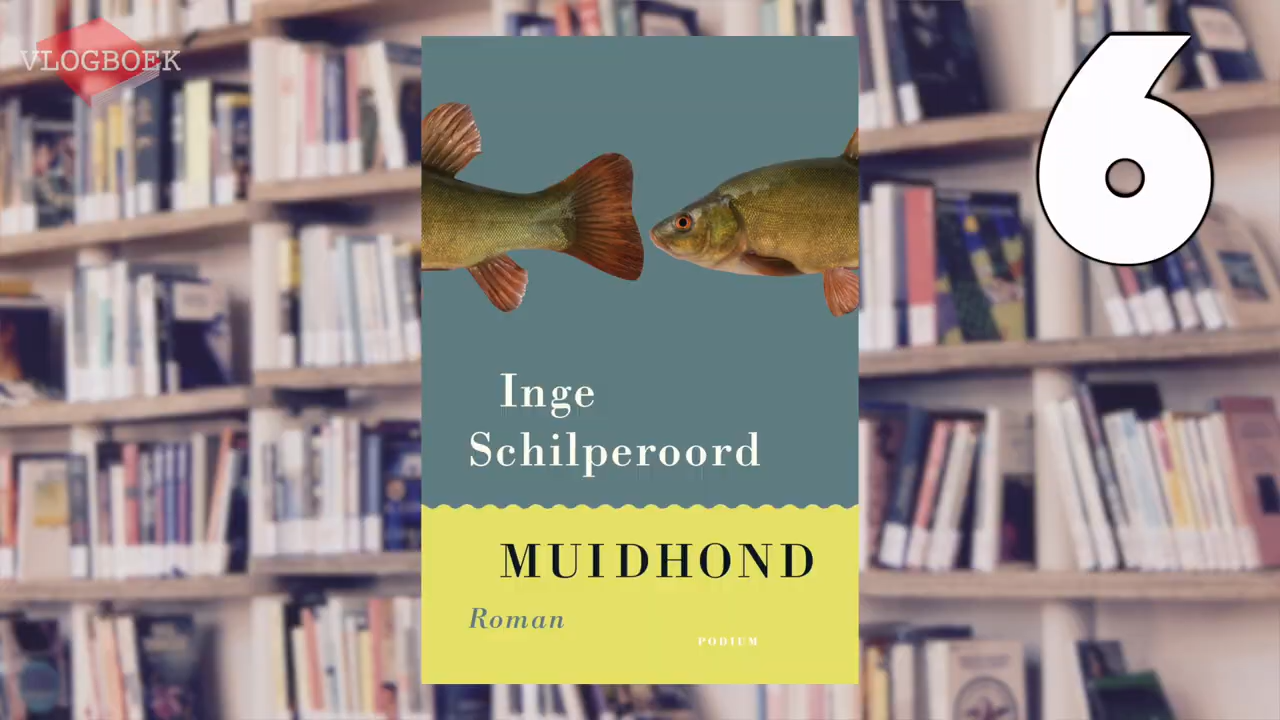 VLOGBOEK
6
Inge
Schilperoord
MUIDHOND
Roman
PODIUM